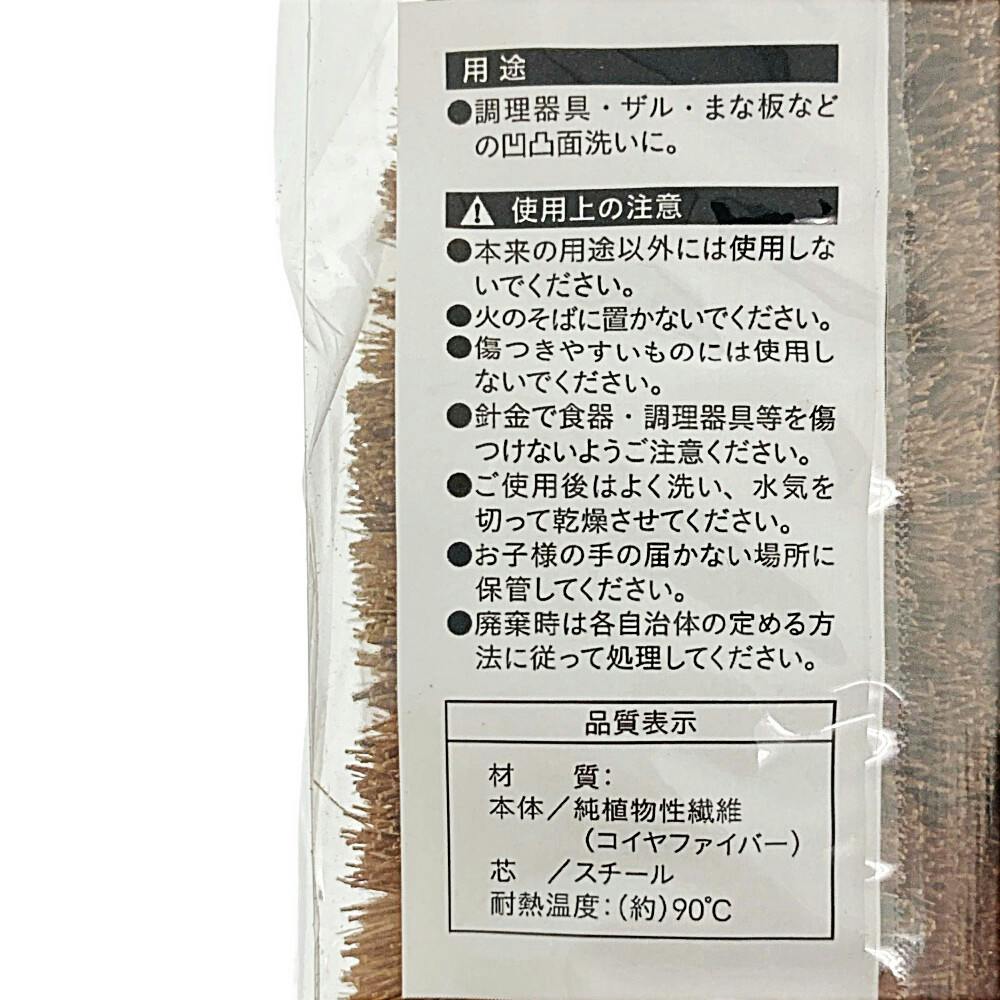 用途
●調理器具・ザル・まな板など
の凹凸面洗いに。
⚠ 使用上の注意
●本来の用途以外には使用しな
いでください。
●火のそばに置かないでください。
●傷つきやすいものには使用し
ないでください。
●針金で食器・調理器具等を傷
つけないようご注意ください。
●ご使用後はよく洗い、水気を
切って乾燥させてください。
●お子様の手の届かない場所に
保管してください。
●廃棄時は各自治体の定める方
法に従って処理してください。
品質表示
材　　質：
本体／純植物性繊維
（コイヤファイバー）
芯　／スチール
耐熱温度：（約）90℃